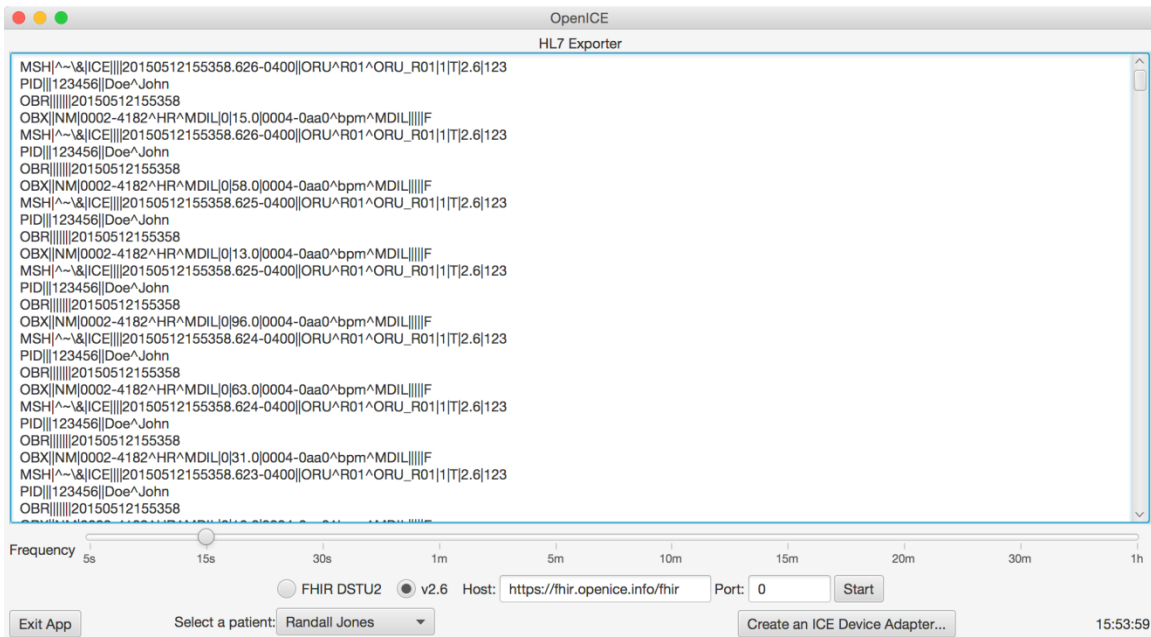 OpenICE
HL7 Exporter
MSH|^~\&|ICE||||20150512155358.626-0400||ORU^R01^ORU_R01|1|T|2.6|123
PID|||123456||Doe^John
OBR|||||||20150512155358
OBX||NM|0002-4182^HR^MDIL|0|15.0|0004-0aa0^bpm^MDIL|||||F
MSH|^~\&|ICE||||20150512155358.626-0400||ORU^R01^ORU_R01|1|T|2.6|123
PID|||123456||Doe^John
OBR|||||||20150512155358
OBX||NM|0002-4182^HR^MDIL|0|58.0|0004-0aa0^bpm^MDIL|||||F
MSH|^~\&|ICE||||20150512155358.625-0400||ORU^R01^ORU_R01|1|T|2.6|123
PID|||123456||Doe^John
OBR|||||||20150512155358
OBX||NM|0002-4182^HR^MDIL|0|13.0|0004-0aa0^bpm^MDIL|||||F
MSH|^~\&|ICE||||20150512155358.625-0400||ORU^R01^ORU_R01|1|T|2.6|123
PID|||123456||Doe^John
OBR|||||||20150512155358
OBX||NM|0002-4182^HR^MDIL|0|96.0|0004-0aa0^bpm^MDIL|||||F
MSH|^~\&|ICE||||20150512155358.624-0400||ORU^R01^ORU_R01|1|T|2.6|123
PID|||123456||Doe^John
OBR|||||||20150512155358
OBX||NM|0002-4182^HR^MDIL|0|63.0|0004-0aa0^bpm^MDIL|||||F
MSH|^~\&|ICE||||20150512155358.624-0400||ORU^R01^ORU_R01|1|T|2.6|123
PID|||123456||Doe^John
OBR|||||||20150512155358
OBX||NM|0002-4182^HR^MDIL|0|31.0|0004-0aa0^bpm^MDIL|||||F
MSH|^~\&|ICE||||20150512155358.623-0400||ORU^R01^ORU_R01|1|T|2.6|123
PID|||123456||Doe^John
OBR|||||||20150512155358
Frequency 5s 15s 30s 1m 5m 10m 15m 20m 30m 1h
FHIR DSTU2 v2.6 Host: https://fhir.openice.info/fhir Port: 0 Start
Exit App Select a patient: Randall Jones Create an ICE Device Adapter... 15:53:59